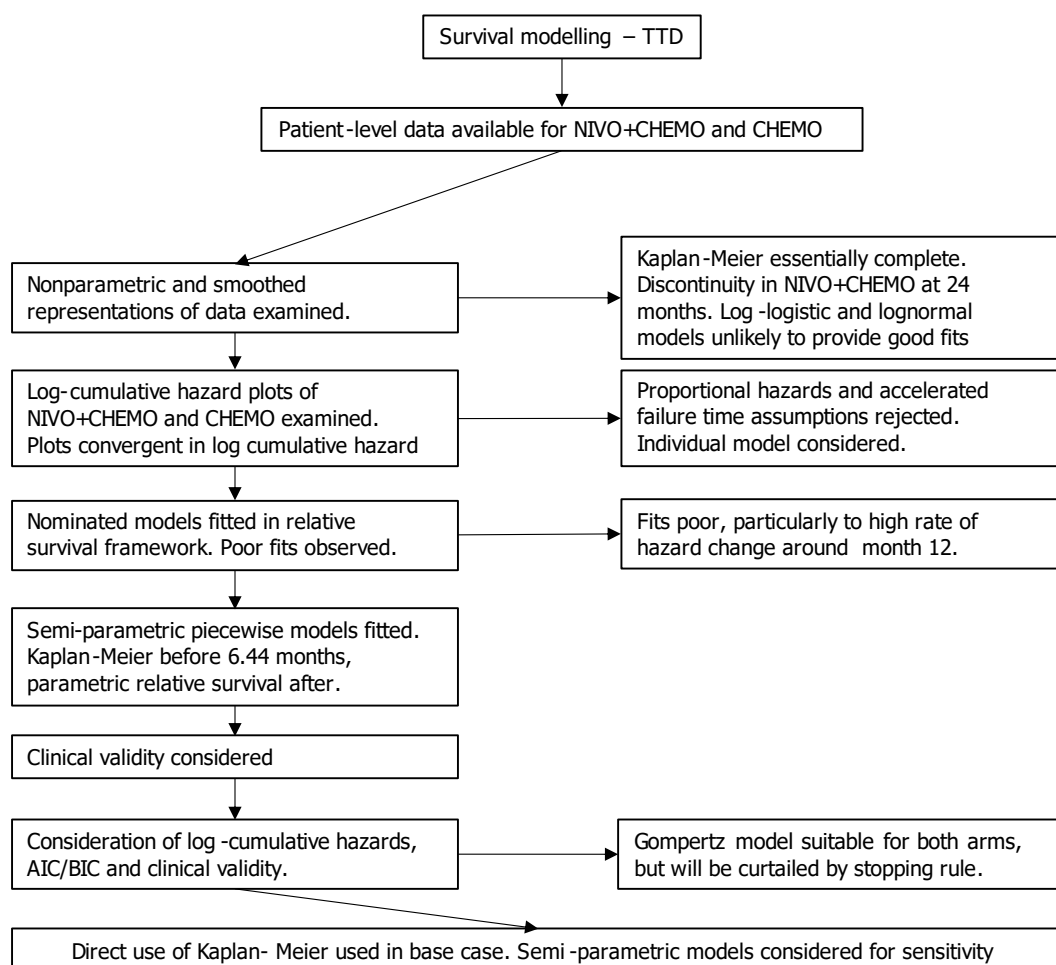 Survival modelling – TTD
Patient-level data available for NIVO+CHEMO and CHEMO
Nonparametric and smoothed
representations of data examined.
Kaplan-Meier essentially complete.
Discontinuity in NIVO+CHEMO at 24
months. Log-logistic and lognormal
models unlikely to provide good fits
Log-cumulative hazard plots of
NIVO+CHEMO and CHEMO examined.
Plots convergent in log cumulative hazard
Proportional hazards and accelerated
failure time assumptions rejected.
Individual model considered.
Nominated models fitted in relative
survival framework. Poor fits observed.
Fits poor, particularly to high rate of
hazard change around month 12.
Semi-parametric piecewise models fitted.
Kaplan-Meier before 6.44 months,
parametric relative survival after.
Clinical validity considered
Consideration of log-cumulative hazards,
AIC/BIC and clinical validity.
Gompertz model suitable for both arms,
but will be curtailed by stopping rule.
Direct use of Kaplan-Meier used in base case. Semi-parametric models considered for sensitivity